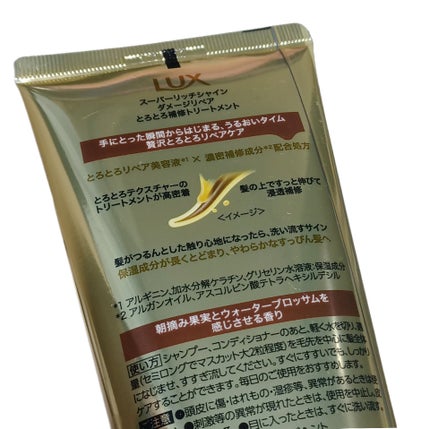 LUX
スーパーリッチシャイン
ダメージリペア
とろとろ補修トリートメント
手にとった瞬間からはじまる、うるおいタイム
贅沢とろとろリペアケア
とろとろリペア美容液*1 × 濃密補修成分*2配合処方
とろとろテクスチャーの
トリートメントが高密着
髪の上ですっと伸びて
浸透補修
<イメージ>
髪がつるんとした触り心地になったら、洗い流すサイン
保湿成分が長くとどまり、やわらかなすっぴん髪へ
*1 アルギニン、加水分解ケラチン、グリセリン水溶液:保湿成分
*2 アルガンオイル、アスコルビン酸テトラヘキシルデシル
朝摘み果実とウォーターブロッサムを
感じさせる香り
使い方 シャンプー、コンディショナーのあと、軽く水を切り、適
量(セミロングでマスカット大2粒程度)を毛先を中心に髪全体
になじませ、すすぎ流してください。すぐにすすいでも、しっかり
ケアすることができます。毎日のご使用をおすすめします。
注意 ●頭皮に傷・はれもの・湿疹等、異常があるときは使
●刺激等の異常が現れたときは、使用を中止し、皮
●目に入ったときは、すぐに洗い流す。